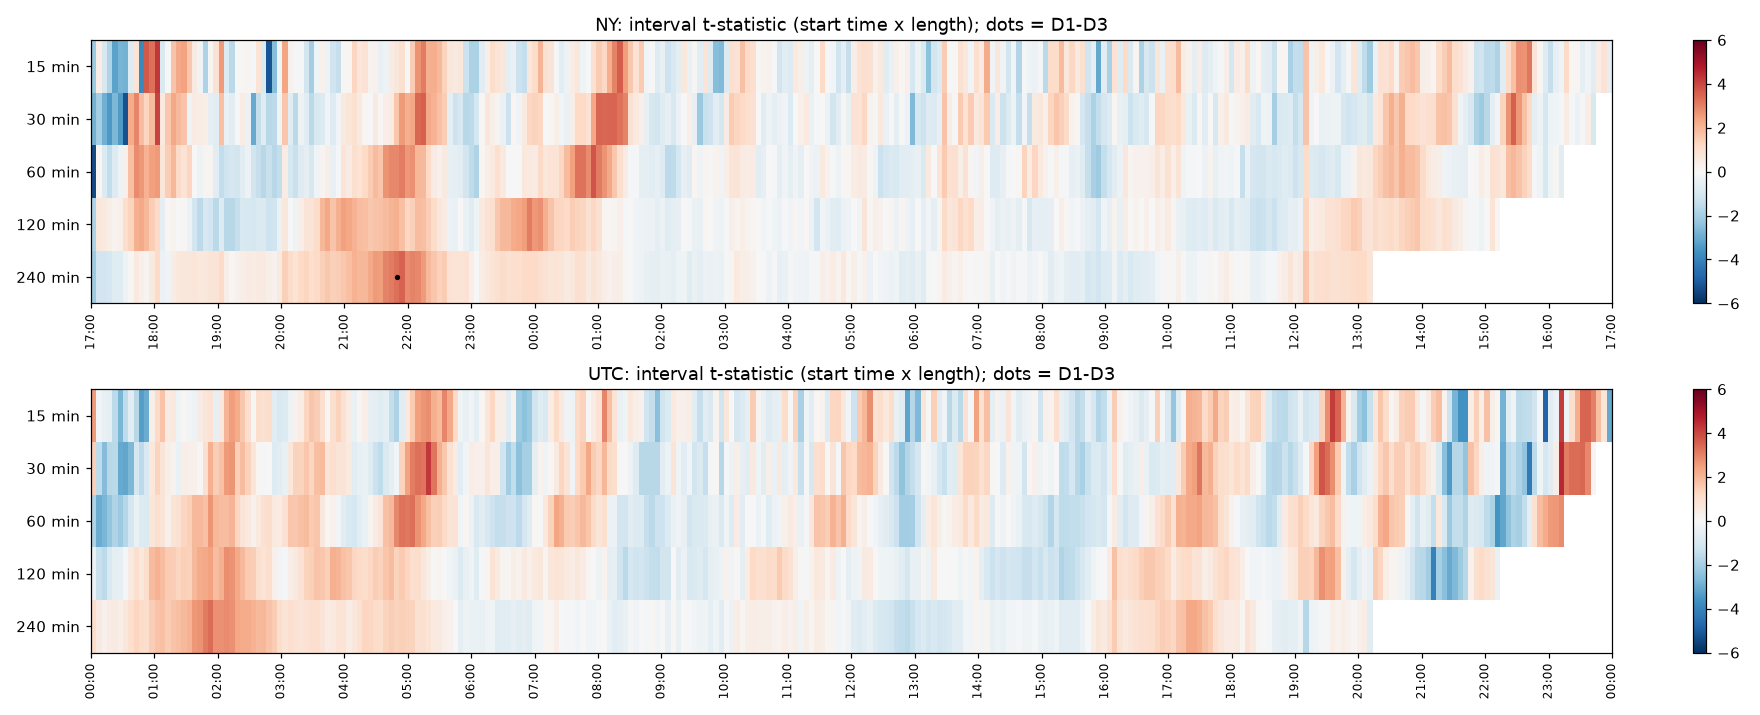 NY: interval t-statistic (start time x length); dots = D1-D3
15 min
30 min
60 min
120 min
240 min
17:00 18:00 19:00 20:00 21:00 22:00 23:00 00:00 01:00 02:00 03:00 04:00 05:00 06:00 07:00 08:00 09:00 10:00 11:00 12:00 13:00 14:00 15:00 16:00 17:00
6
4
2
0
−2
−4
−6
UTC: interval t-statistic (start time x length); dots = D1-D3
15 min
30 min
60 min
120 min
240 min
00:00 01:00 02:00 03:00 04:00 05:00 06:00 07:00 08:00 09:00 10:00 11:00 12:00 13:00 14:00 15:00 16:00 17:00 18:00 19:00 20:00 21:00 22:00 23:00 00:00
6
4
2
0
−2
−4
−6